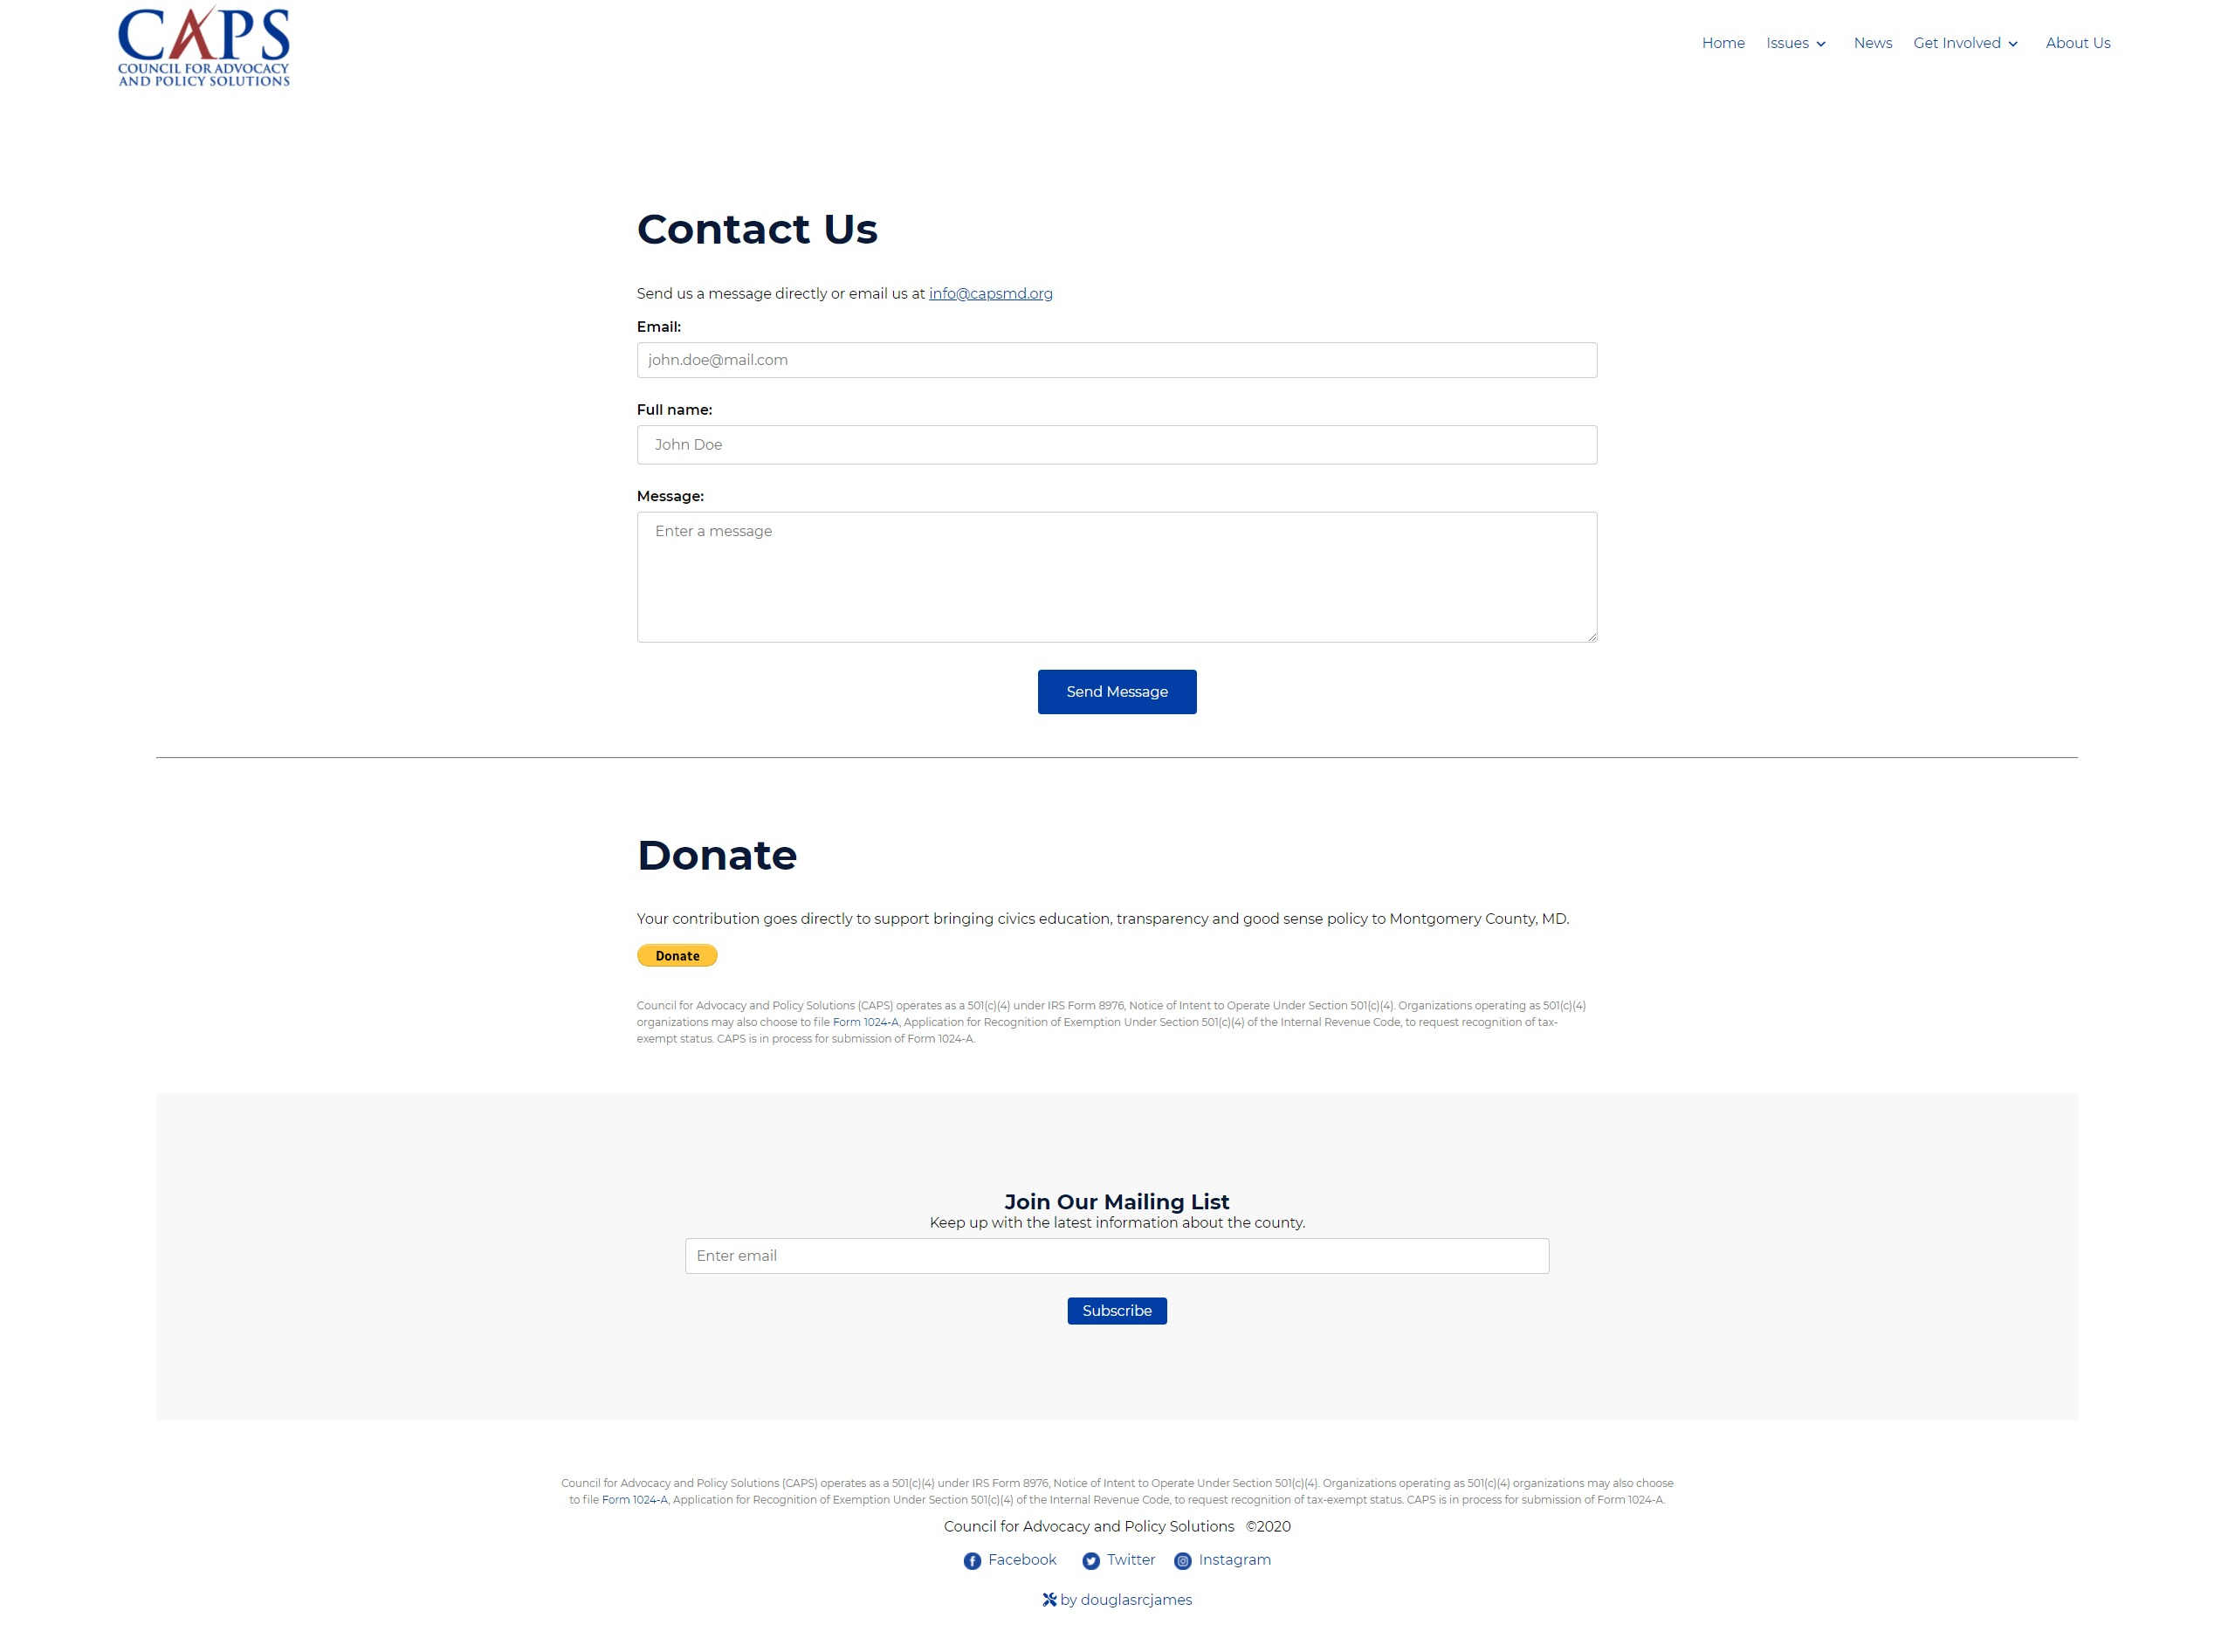 CAPS
COUNCIL FOR ADVOCACY
AND POLICY SOLUTIONS
Home Issues News Get Involved About Us
Contact Us
Send us a message directly or email us at info@capsmd.org
Email:
john.doe@mail.com
Full name:
John Doe
Message:
Enter a message
Send Message
Donate
Your contribution goes directly to support bringing civics education, transparency and good sense policy to Montgomery County, MD.
Donate
Council for Advocacy and Policy Solutions (CAPS) operates as a 501(c)(4) under IRS Form 8976, Notice of Intent to Operate Under Section 501(c)(4). Organizations operating as 501(c)(4)
organizations may also choose to file Form 1024-A, Application for Recognition of Exemption Under Section 501(c)(4) of the Internal Revenue Code, to request recognition of tax-
exempt status. CAPS is in process for submission of Form 1024-A.
Join Our Mailing List
Keep up with the latest information about the county.
Enter email
Subscribe
Council for Advocacy and Policy Solutions (CAPS) operates as a 501(c)(4) under IRS Form 8976, Notice of Intent to Operate Under Section 501(c)(4). Organizations operating as 501(c)(4) organizations may also choose
to file Form 1024-A, Application for Recognition of Exemption Under Section 501(c)(4) of the Internal Revenue Code, to request recognition of tax-exempt status. CAPS is in process for submission of Form 1024-A.
Council for Advocacy and Policy Solutions ©2020
Facebook Twitter Instagram
by douglasrcjames